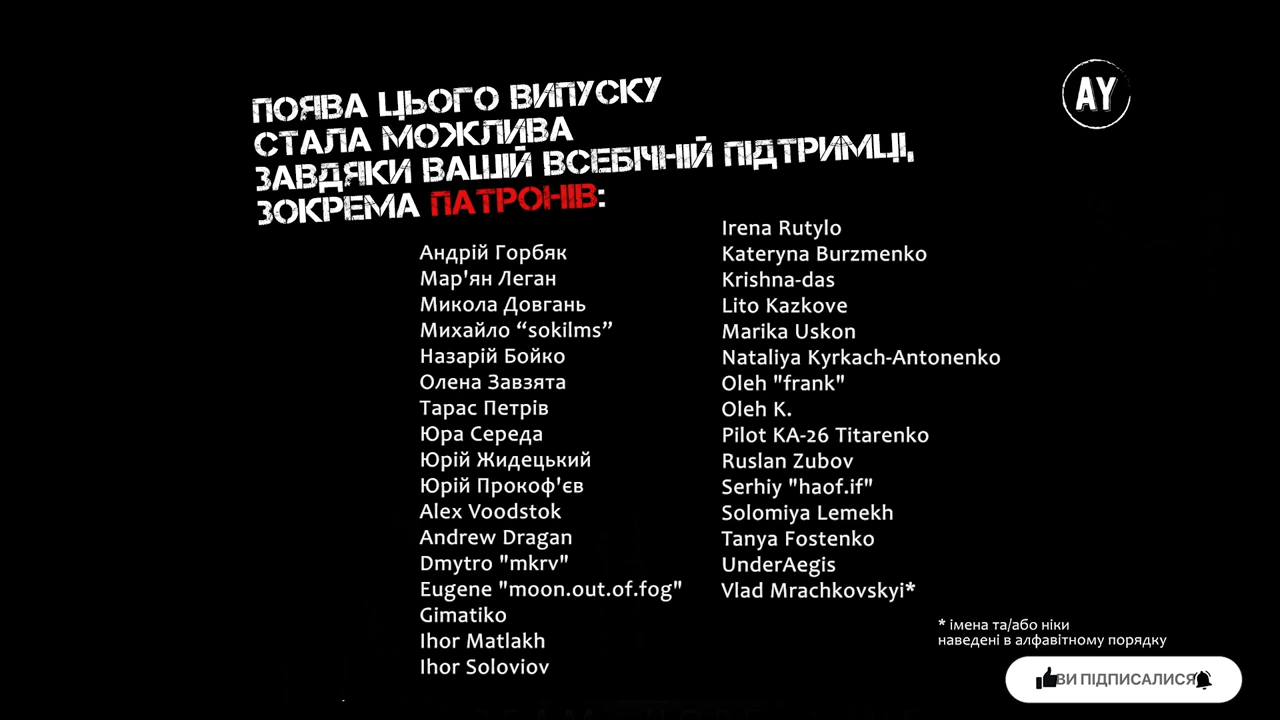 ПОЯВА ЦЬОГО ВИПУСКУ
СТАЛА МОЖЛИВА
ЗАВДЯКИ ВАШІЙ ВСЕБІЧНІЙ ПІДТРИМЦІ,
ЗОКРЕМА ПАТРОНІВ:
AY
Андрій Горбяк
Мар'ян Леган
Микола Довгань
Михайло “sokilms”
Назарій Бойко
Олена Завзята
Тарас Петрів
Юра Середа
Юрій Жидецький
Юрій Прокоф'єв
Alex Voodstok
Andrew Dragan
Dmytro "mkrv"
Eugene "moon.out.of.fog"
Gimatiko
Ihor Matlakh
Ihor Soloviov
Irena Rutylo
Kateryna Burzmenko
Krishna-das
Lito Kazkove
Marika Uskon
Nataliya Kyrkach-Antonenko
Oleh "frank"
Oleh K.
Pilot KA-26 Titarenko
Ruslan Zubov
Serhiy "haof.if"
Solomiya Lemekh
Tanya Fostenko
UnderAegis
Vlad Mrachkovskyi*
* імена та/або ніки
наведені в алфавітному порядку
ВИ ПІДПИСАЛИСЯ